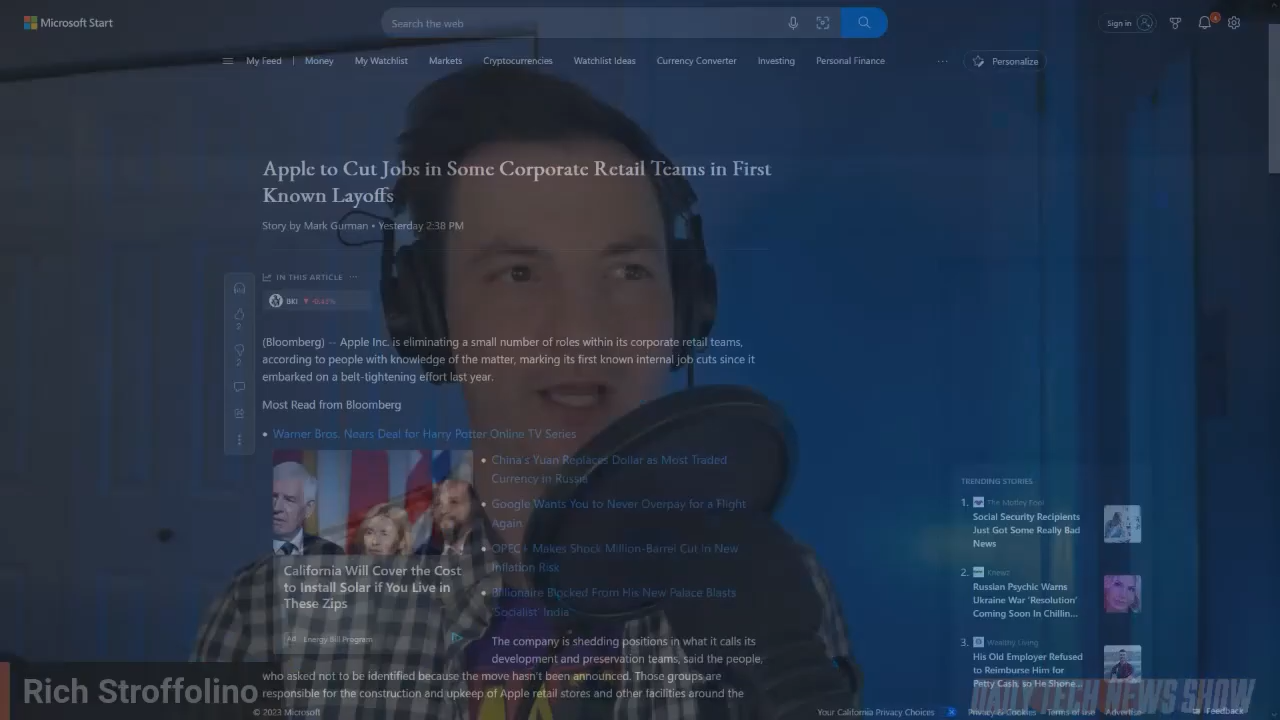 Microsoft Start
Search the web
Sign in
My Feed
Money
My Watchlist
Markets
Cryptocurrencies
Watchlist Ideas
Currency Converter
Investing
Personal Finance
Personalize
Apple to Cut Jobs in Some Corporate Retail Teams in First
Known Layoffs
Story by Mark Gurman • Yesterday 2:38 PM
IN THIS ARTICLE
BKI ▼
2
2
(Bloomberg) -- Apple Inc. is eliminating a small number of roles within its corporate retail teams,
according to people with knowledge of the matter, marking its first known internal job cuts since it
embarked on a belt-tightening effort last year.
Most Read from Bloomberg
• Warner Bros. Nears Deal for Harry Potter Online TV Series
• China's Yuan Replaces Dollar as Most Traded
Currency in Russia
• Google Wants You to Never Overpay for a Flight
Again
• OPEC+ Makes Shock Million-Barrel Cut in New
Inflation Risk
• Billionaire Blocked From His New Palace Blasts
'Socialist' India
California Will Cover the Cost
to Install Solar if You Live in
These Zips
Ad Energy Bill Program
The company is shedding positions in what it calls its
development and preservation teams, said the people,
who asked not to be identified because the move hasn't been announced. Those groups are
responsible for the construction and upkeep of Apple retail stores and other facilities around the
TRENDING STORIES
1. The Motley Fool
Social Security Recipients
Just Got Some Really Bad
News
2. Knewz
Russian Psychic Warns
Ukraine War 'Resolution'
Coming Soon In Chillin...
3. Wealthy Living
His Old Employer Refused
to Reimburse Him for
Petty Cash, so He Shone...
Rich Stroffolino
TECH NEWS SHOW
© 2023 Microsoft
Your California Privacy Choices
Privacy & Cookies
Terms of use
Advertise
Feedback